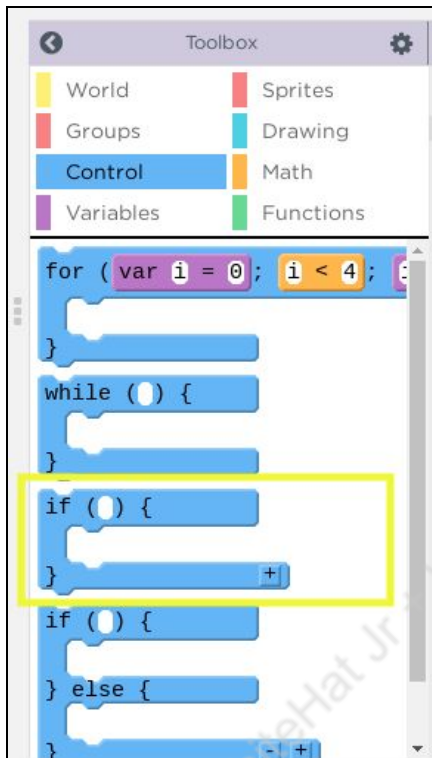 Toolbox
World Sprites
Groups Drawing
Control Math
Variables Functions
for ( var i = 0 ; i < 4 ;
}
while ( ) {
}
if ( ) {
} +
if ( ) {
} else {
} - +